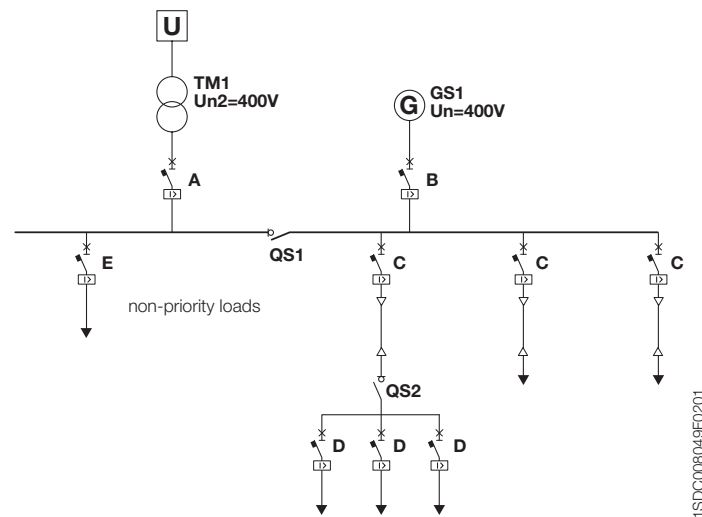 U
TM1
Un2=400V
GS1
Un=400V
G
A
B
E
QS1
C
C
C
non-priority loads
QS2
D
D
D
1SDC008049F0201